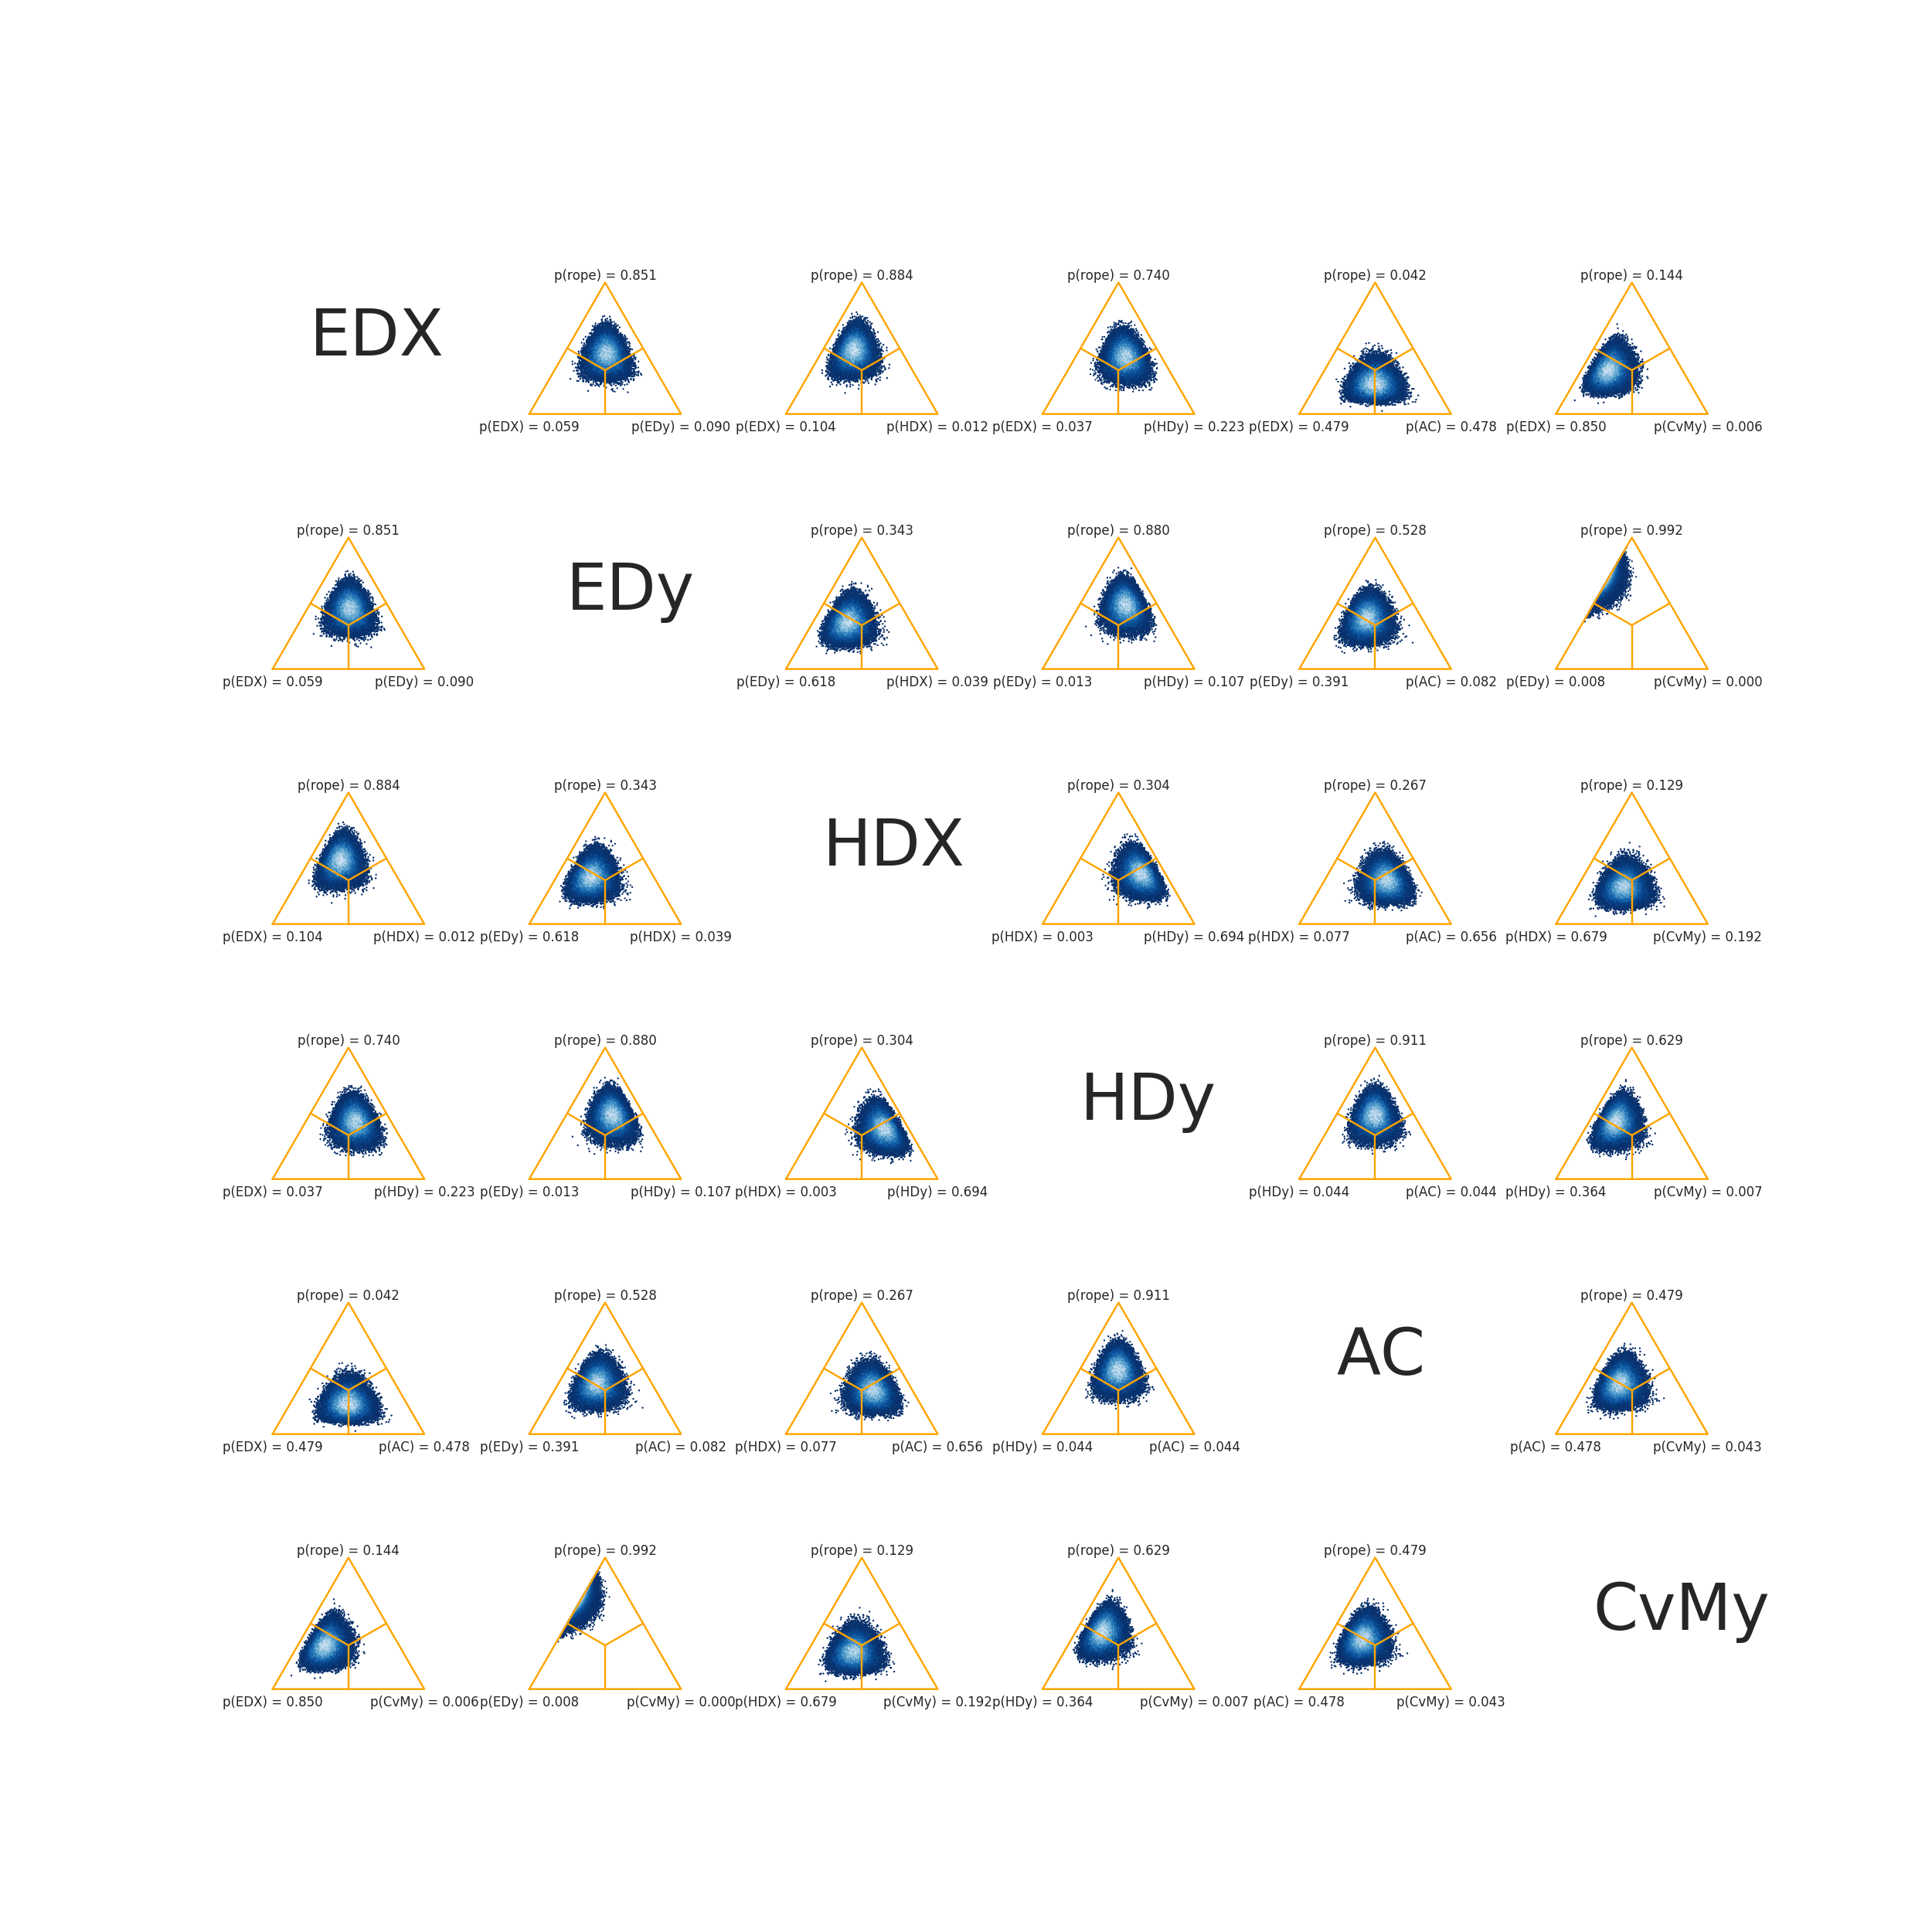 p(rope) = 0.851 p(rope) = 0.884 p(rope) = 0.740 p(rope) = 0.042 p(rope) = 0.144
EDX
p(EDX) = 0.059 p(EDy) = 0.090 p(EDX) = 0.104 p(HDX) = 0.012 p(EDX) = 0.037 p(HDy) = 0.223 p(EDX) = 0.479 p(AC) = 0.478 p(EDX) = 0.850 p(CvMy) = 0.006
p(rope) = 0.851 p(rope) = 0.343 p(rope) = 0.880 p(rope) = 0.528 p(rope) = 0.992
EDy
p(EDX) = 0.059 p(EDy) = 0.090 p(EDy) = 0.618 p(HDX) = 0.039 p(EDy) = 0.013 p(HDy) = 0.107 p(EDy) = 0.391 p(AC) = 0.082 p(EDy) = 0.008 p(CvMy) = 0.000
p(rope) = 0.884 p(rope) = 0.343 p(rope) = 0.304 p(rope) = 0.267 p(rope) = 0.129
HDX
p(EDX) = 0.104 p(HDX) = 0.012 p(EDy) = 0.618 p(HDX) = 0.039 p(HDX) = 0.003 p(HDy) = 0.694 p(HDX) = 0.077 p(AC) = 0.656 p(HDX) = 0.679 p(CvMy) = 0.192
p(rope) = 0.740 p(rope) = 0.880 p(rope) = 0.304 p(rope) = 0.911 p(rope) = 0.629
HDy
p(EDX) = 0.037 p(HDy) = 0.223 p(EDy) = 0.013 p(HDy) = 0.107 p(HDX) = 0.003 p(HDy) = 0.694 p(HDy) = 0.044 p(AC) = 0.044 p(HDy) = 0.364 p(CvMy) = 0.007
p(rope) = 0.042 p(rope) = 0.528 p(rope) = 0.267 p(rope) = 0.911 p(rope) = 0.479
AC
p(EDX) = 0.479 p(AC) = 0.478 p(EDy) = 0.391 p(AC) = 0.082 p(HDX) = 0.077 p(AC) = 0.656 p(HDy) = 0.044 p(AC) = 0.044 p(AC) = 0.478 p(CvMy) = 0.043
p(rope) = 0.144 p(rope) = 0.992 p(rope) = 0.129 p(rope) = 0.629 p(rope) = 0.479
CvMy
p(EDX) = 0.850 p(CvMy) = 0.006 p(EDy) = 0.008 p(CvMy) = 0.000 p(HDX) = 0.679 p(CvMy) = 0.192 p(HDy) = 0.364 p(CvMy) = 0.007 p(AC) = 0.478 p(CvMy) = 0.043